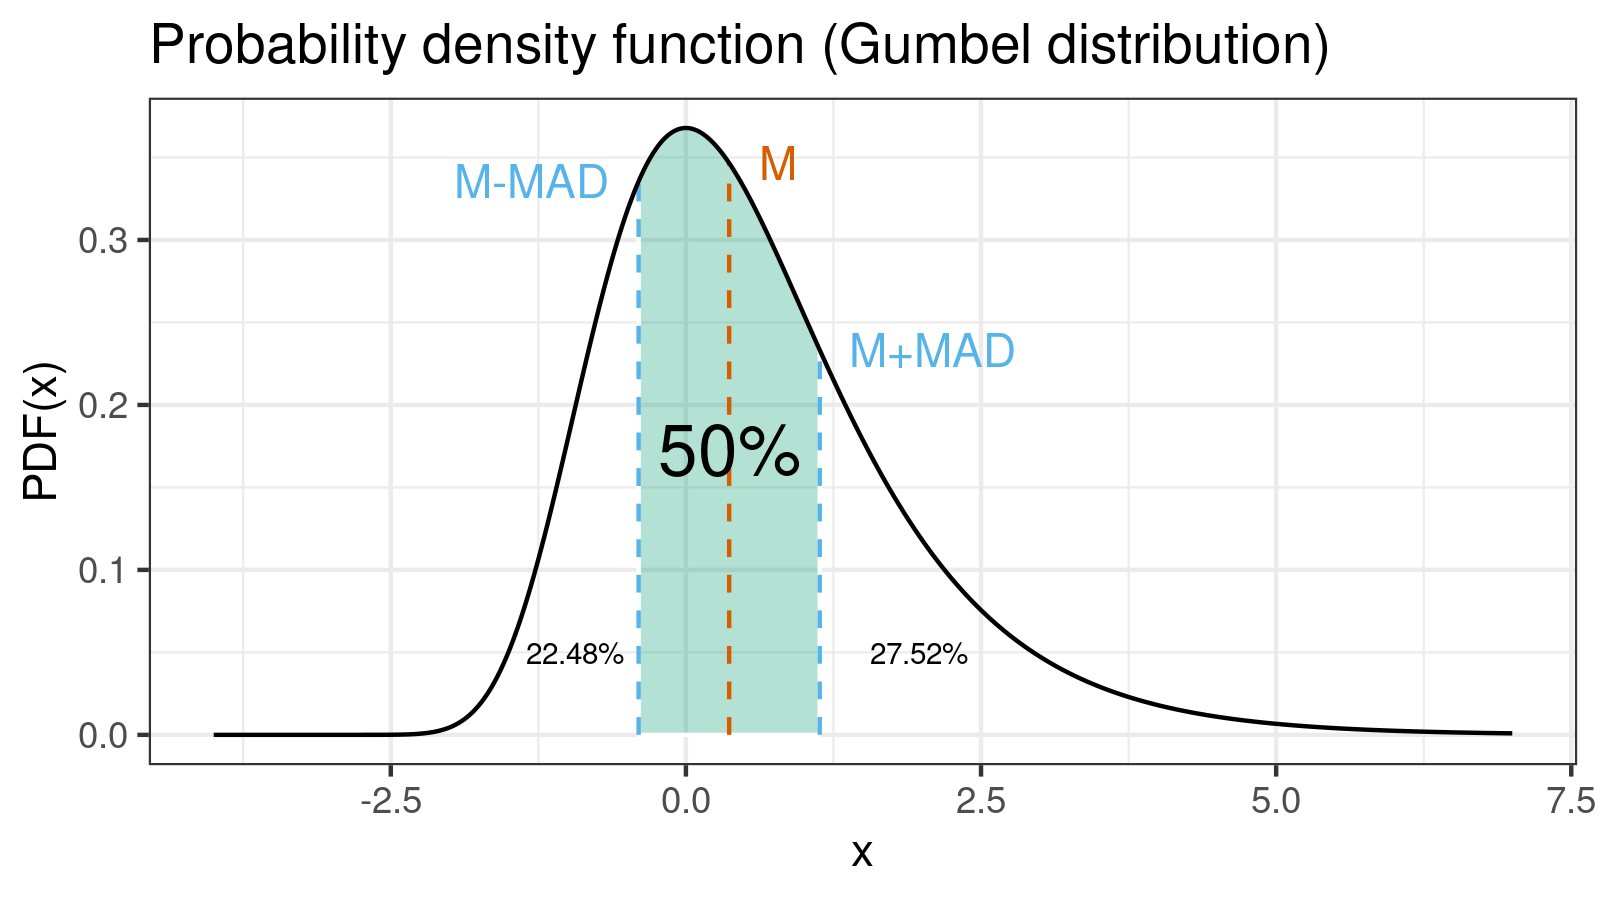 Probability density function (Gumbel distribution)
M
M-MAD
M+MAD
50%
22.48%
27.52%
PDF(x)
0.3
0.2
0.1
0.0
-2.5 0.0 2.5 5.0 7.5
x